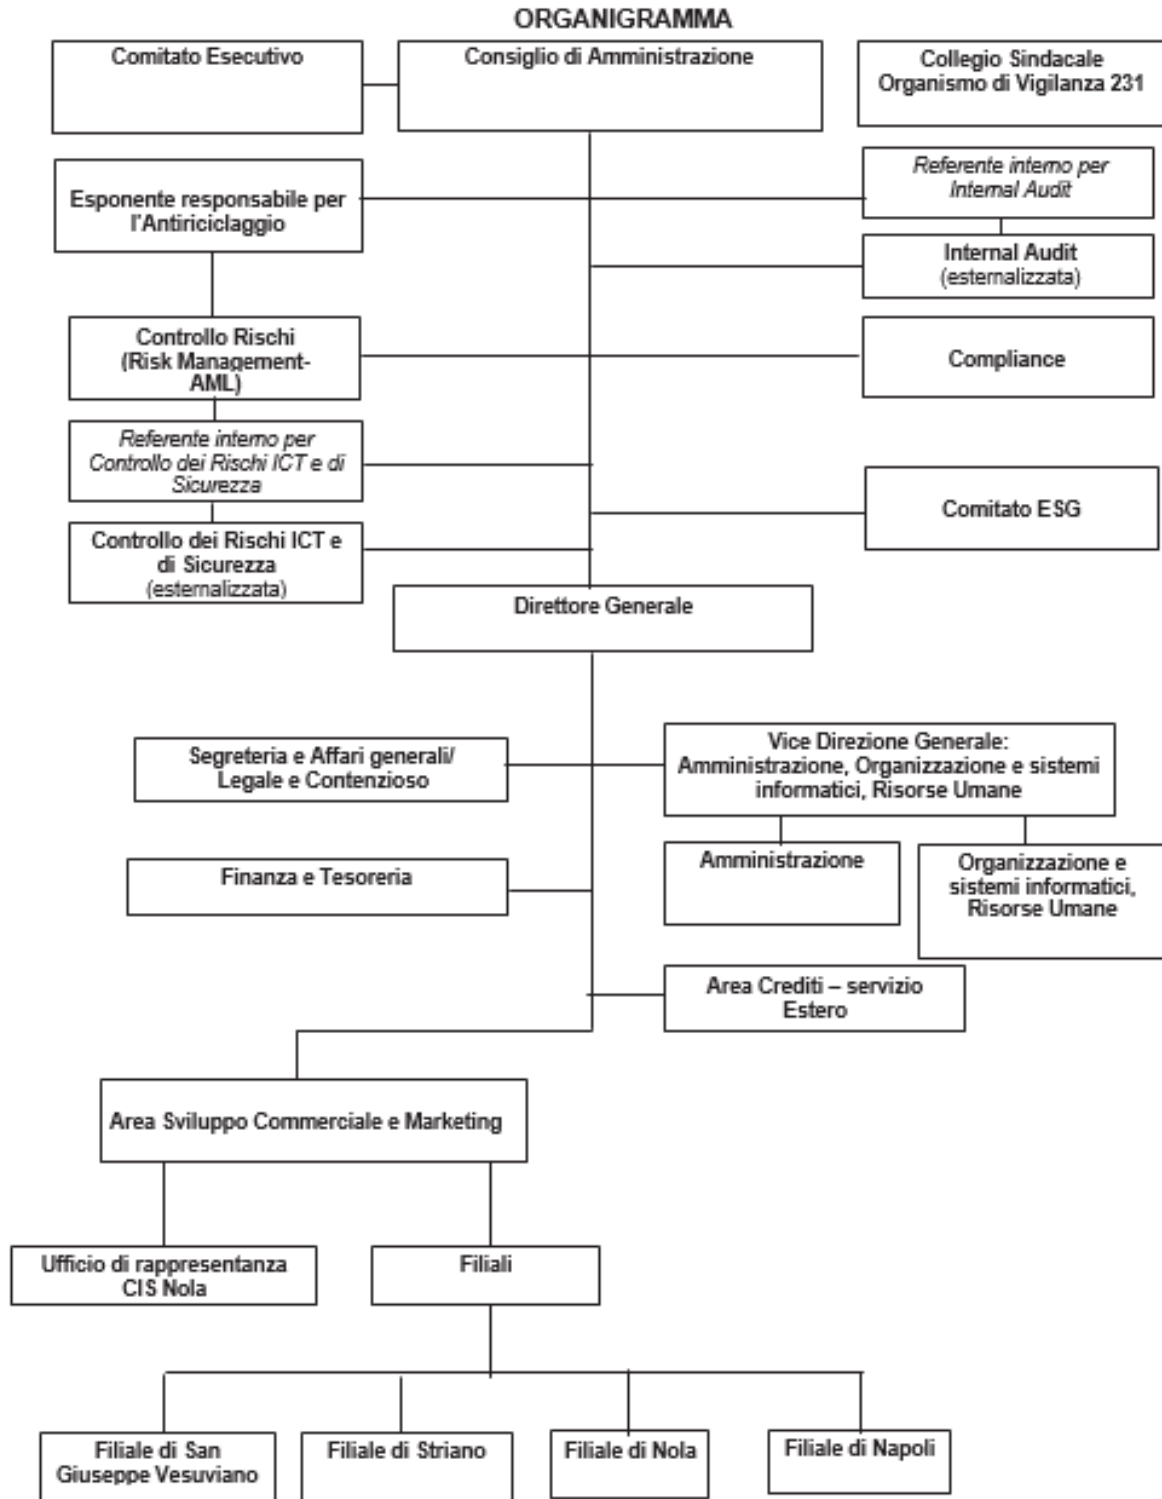 ORGANIGRAMMA
Comitato Esecutivo
Consiglio di Amministrazione
Collegio Sindacale
Organismo di Vigilanza 231
Esponente responsabile per
l'Antiriciclaggio
Referente interno per
Internal Audit
Internal Audit
(esternalizzata)
Controllo Rischi
(Risk Management-
AML)
Compliance
Referente interno per
Controllo dei Rischi ICT e di
Sicurezza
Comitato ESG
Controllo dei Rischi ICT e
di Sicurezza
(esternalizzata)
Direttore Generale
Segreteria e Affari generali/
Legale e Contenzioso
Vice Direzione Generale:
Amministrazione, Organizzazione e sistemi
informatici, Risorse Umane
Finanza e Tesoreria
Amministrazione
Organizzazione e
sistemi informatici,
Risorse Umane
Area Crediti – servizio
Estero
Area Sviluppo Commerciale e Marketing
Ufficio di rappresentanza
CIS Nola
Filiali
Filiale di San
Giuseppe Vesuviano
Filiale di Striano
Filiale di Nola
Filiale di Napoli